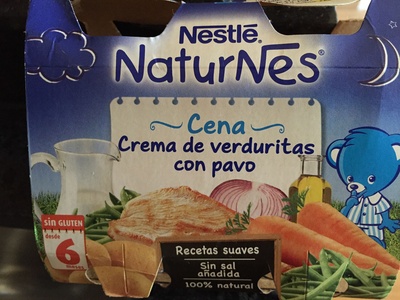 Nestlé
NaturNes®
Cena
Crema de verduritas
con pavo
sin GLUTEN
desde
6
meses
Recetas suaves
Sin sal
añadida
100% natural